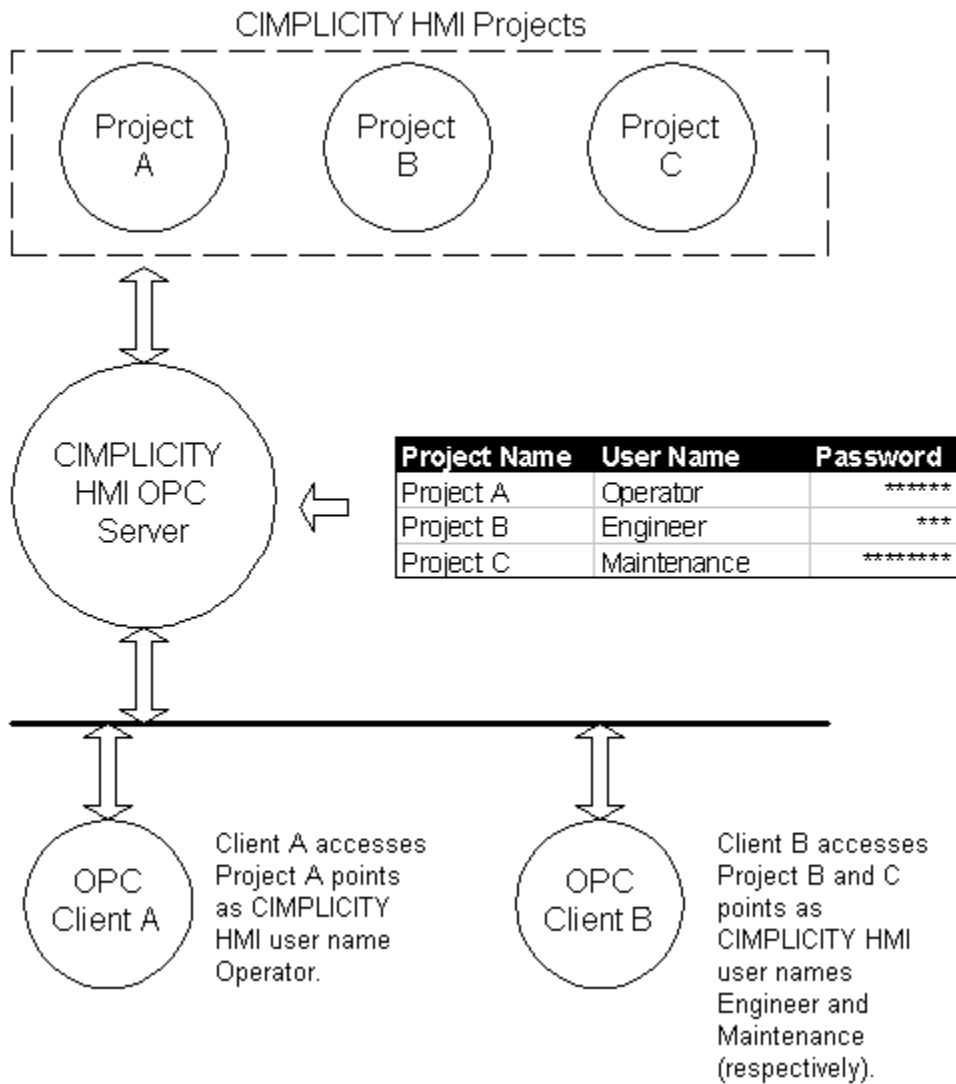 CIMPLICITY HMI Projects
Project
A
Project
B
Project
C
CIMPLICITY
HMI OPC
Server
Project Name User Name Password
Project A Operator ******
Project B Engineer ***
Project C Maintenance ********
OPC
Client A
Client A accesses
Project A points
as CIMPLICITY
HMI user name
Operator.
OPC
Client B
Client B accesses
Project B and C
points as
CIMPLICITY HMI
user names
Engineer and
Maintenance
(respectively).